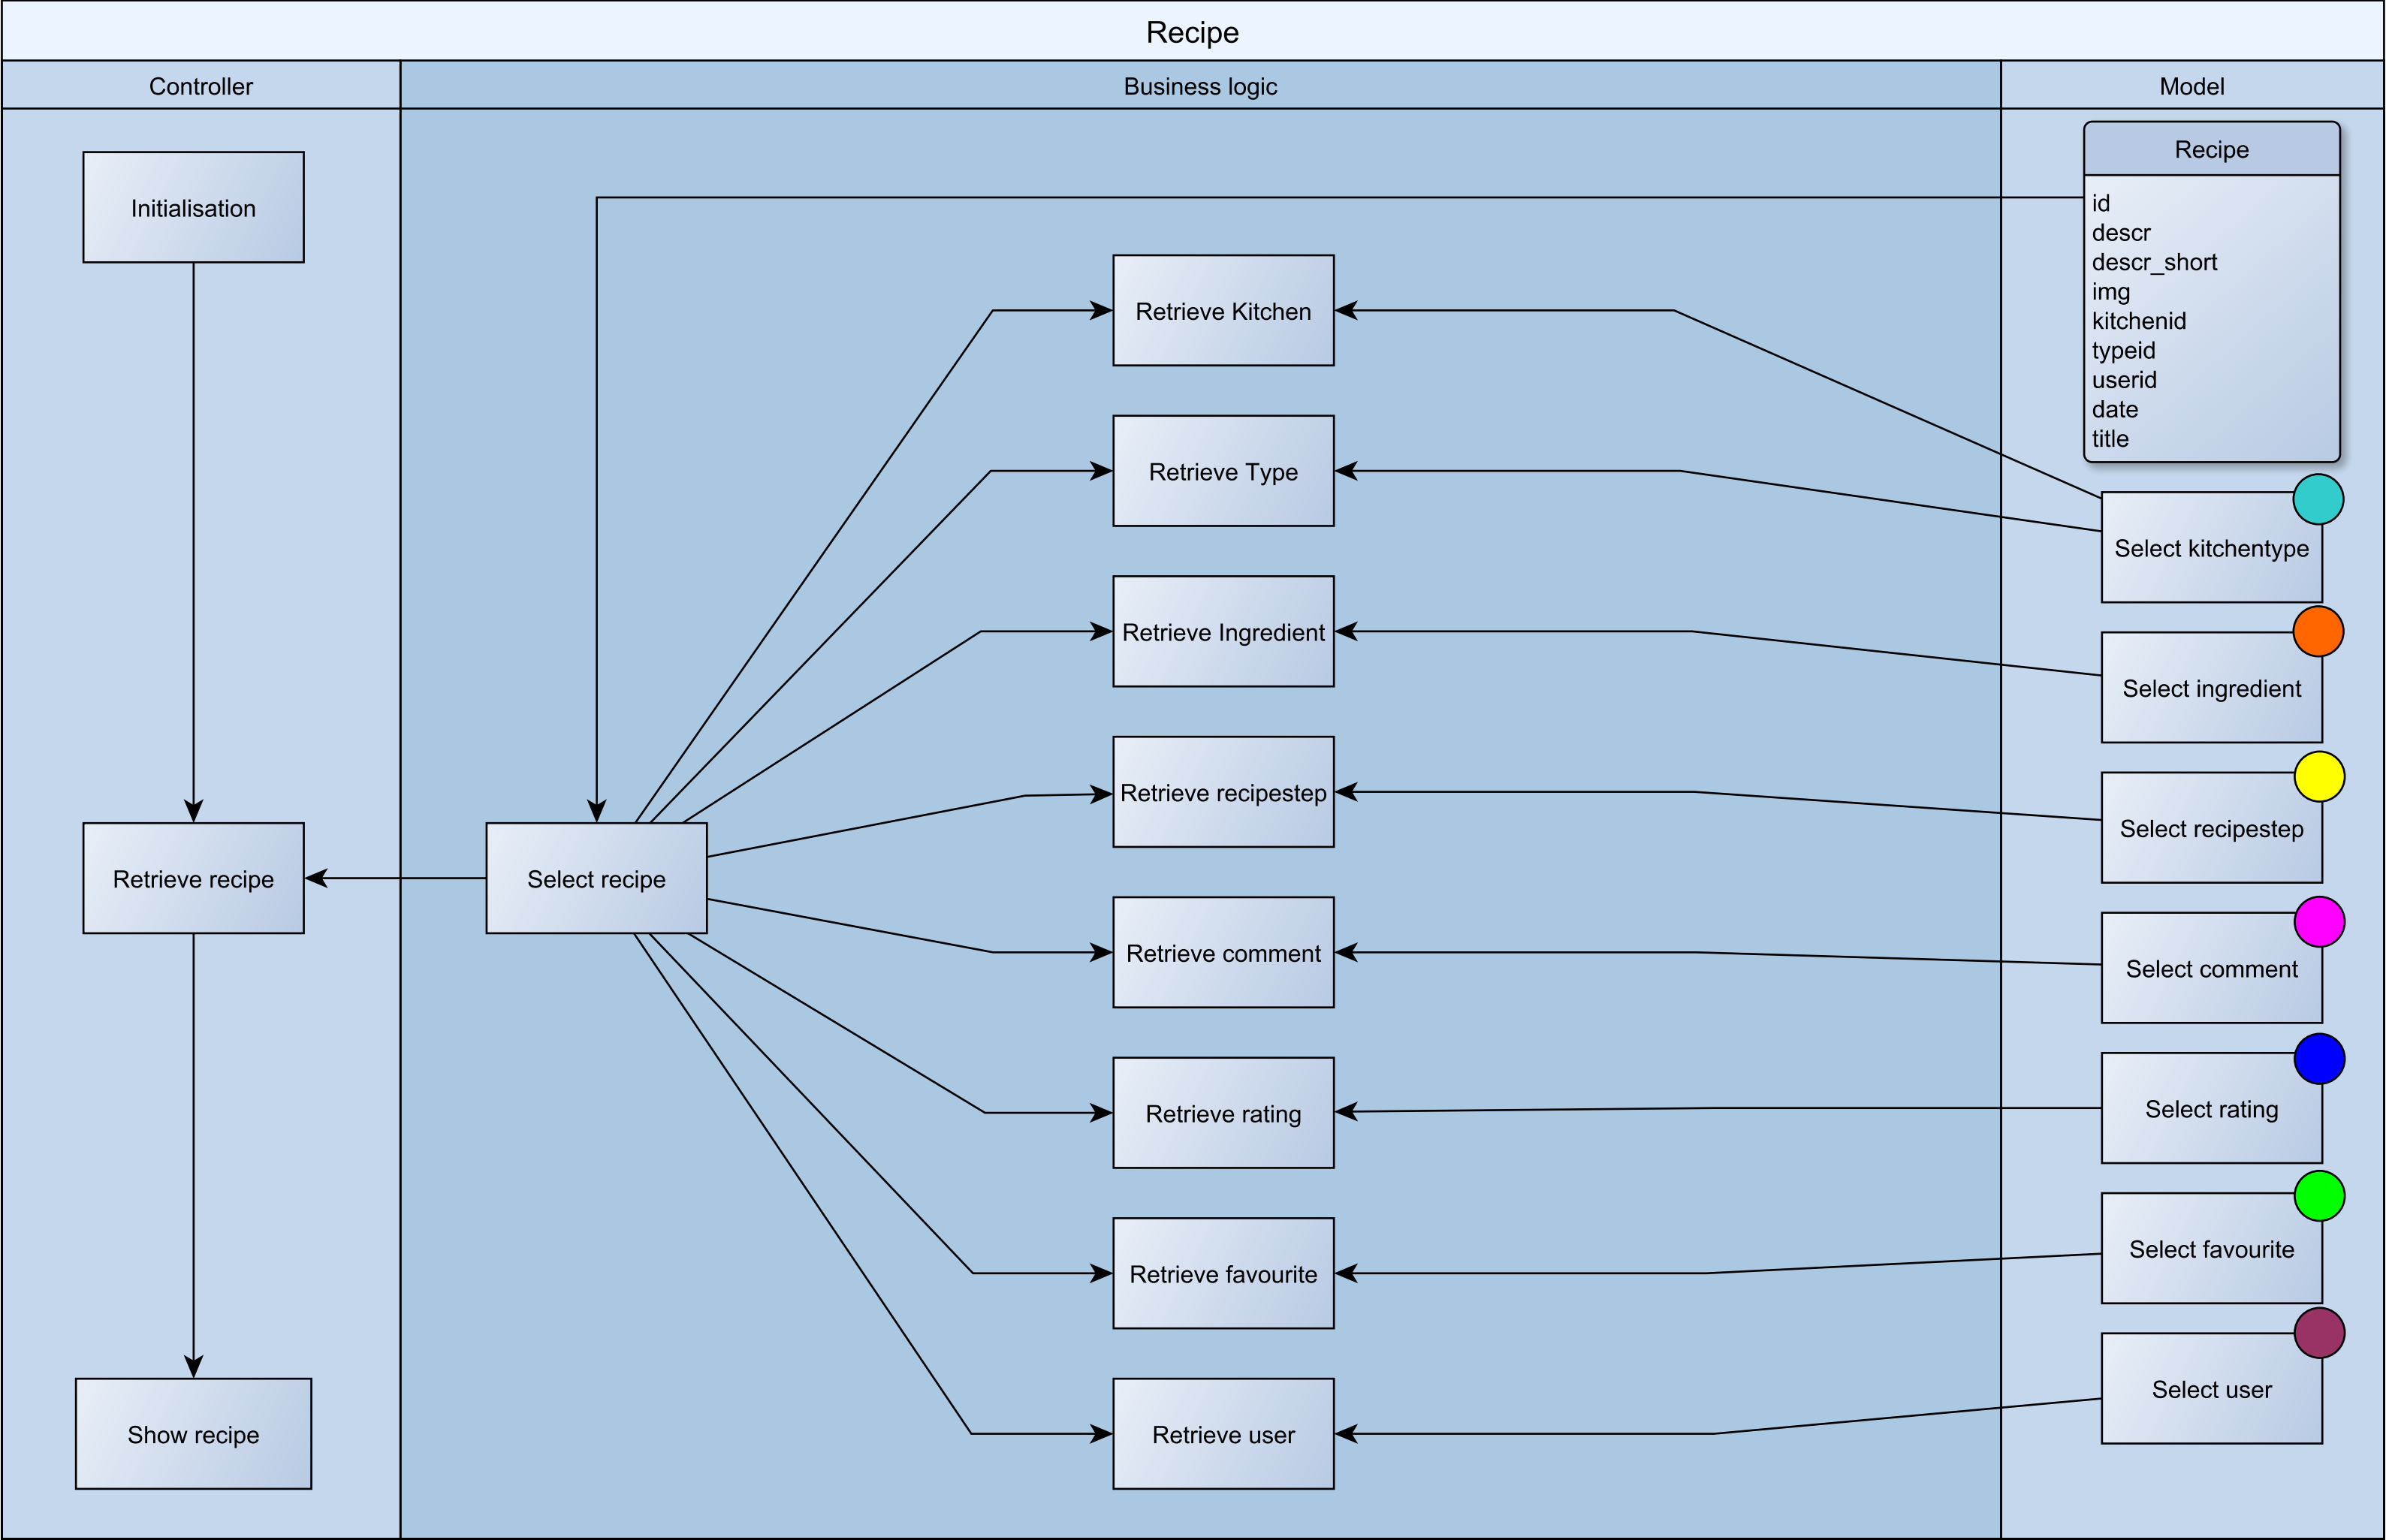 Recipe
Controller
Business logic
Model
Initialisation
Retrieve recipe
Show recipe
Select recipe
Retrieve Kitchen
Retrieve Type
Retrieve Ingredient
Retrieve recipestep
Retrieve comment
Retrieve rating
Retrieve favourite
Retrieve user
Recipe
id
descr
descr_short
img
kitchenid
typeid
userid
date
title
Select kitchentype
Select ingredient
Select recipestep
Select comment
Select rating
Select favourite
Select user